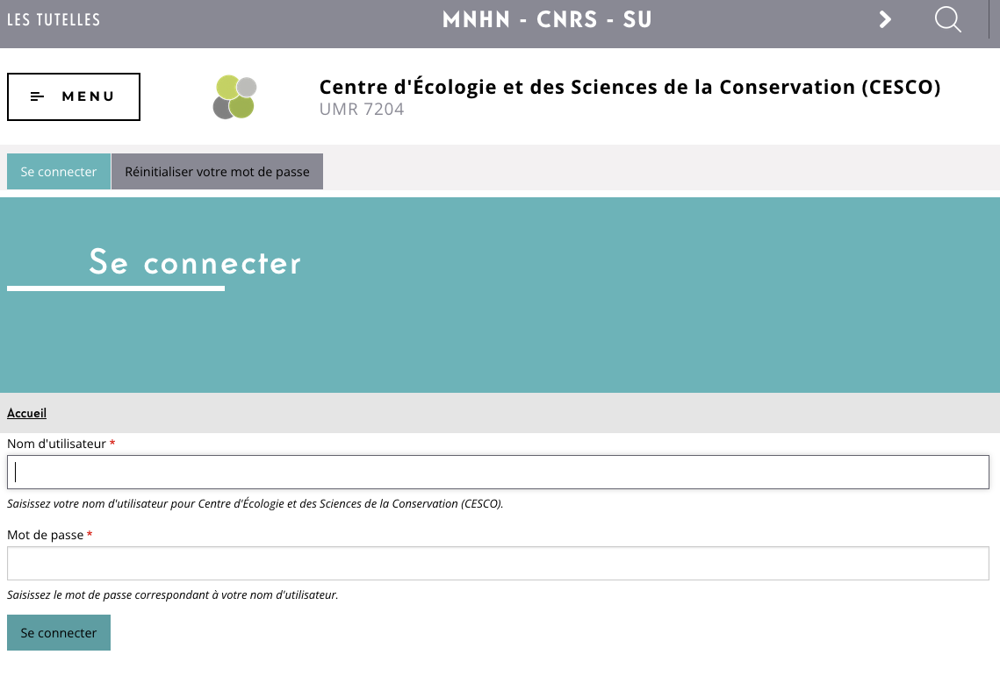 LES TUTELLES
MNHN - CNRS - SU
MENU
Centre d'Écologie et des Sciences de la Conservation (CESCO)
UMR 7204
Se connecter
Réinitialiser votre mot de passe
Se connecter
Accueil
Nom d'utilisateur *
Saisissez votre nom d'utilisateur pour Centre d'Écologie et des Sciences de la Conservation (CESCO).
Mot de passe *
Saisissez le mot de passe correspondant à votre nom d'utilisateur.
Se connecter